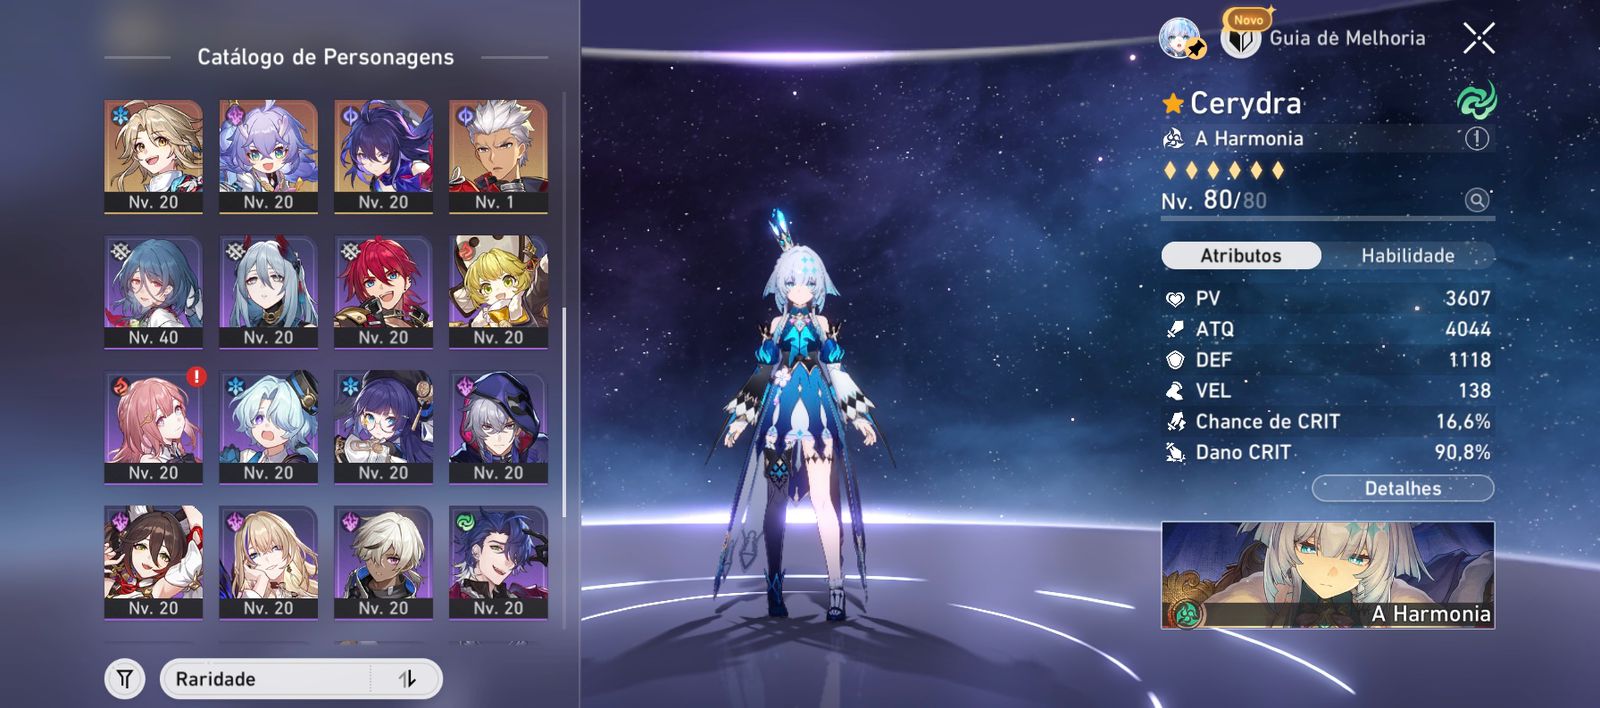 Catálogo de Personagens
Nv. 20
Nv. 20
Nv. 20
Nv. 1
Nv. 40
Nv. 20
Nv. 20
Nv. 20
!
Nv. 20
Nv. 20
Nv. 20
Nv. 20
Nv. 20
Nv. 20
Nv. 20
Nv. 20
Raridade
Novo
Guia de Melhoria
Cerydra
A Harmonia
Nv. 80/80
Atributos
Habilidade
PV 3607
ATQ 4044
DEF 1118
VEL 138
Chance de CRIT 16,6%
Dano CRIT 90,8%
Detalhes
A Harmonia